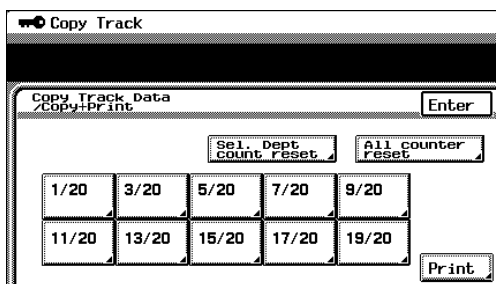 Copy Track
Copy Track Data
/Copy+Print
Enter
Sel. Dept
count reset
All counter
reset
1/20 3/20 5/20 7/20 9/20
11/20 13/20 15/20 17/20 19/20
Print